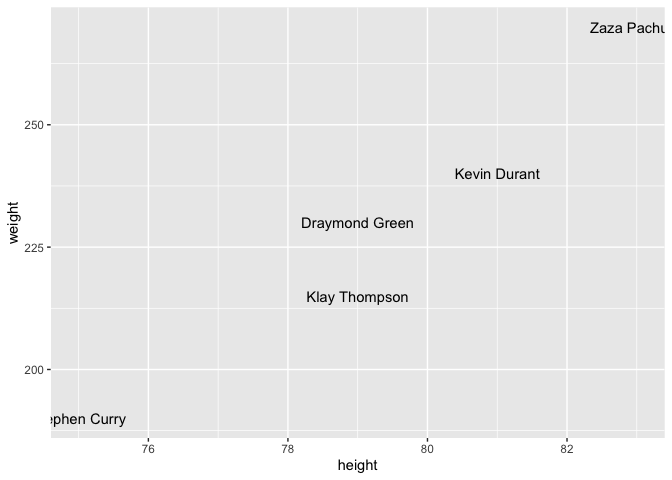 Zaza Pachu
250
Kevin Durant
Draymond Green
weight
225
Klay Thompson
200
ephen Curry
76
78
80
82
height